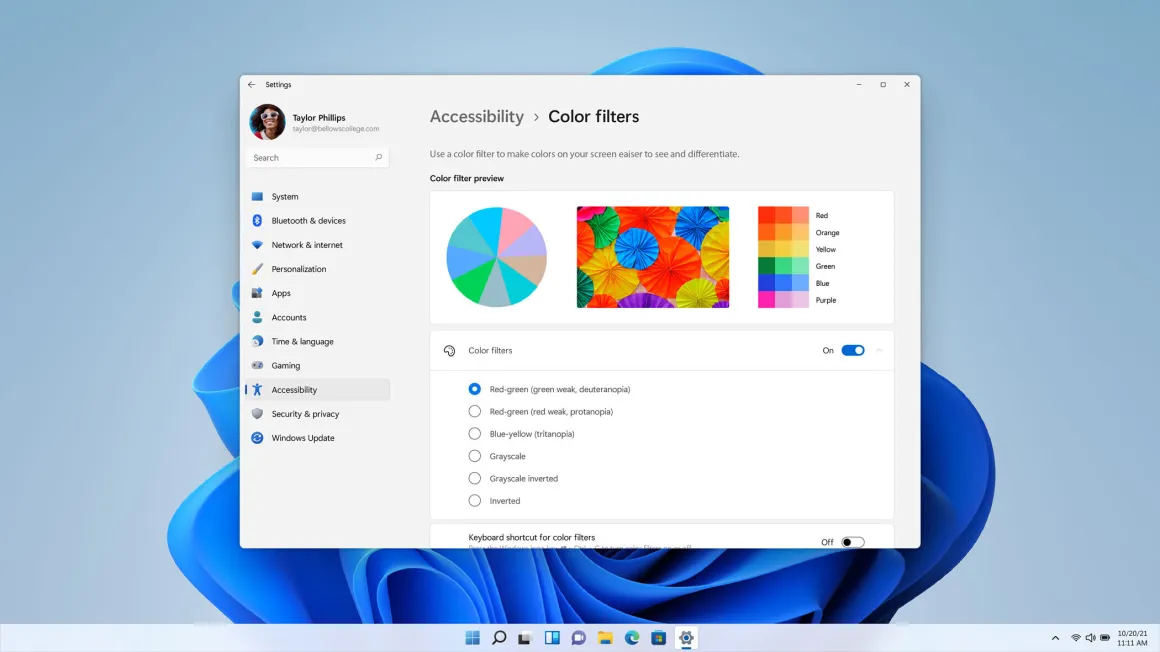 Settings
Taylor Phillips
taylor@bellowscollege.com
Search
System
Bluetooth & devices
Network & internet
Personalization
Apps
Accounts
Time & language
Gaming
Accessibility
Security & privacy
Windows Update
Accessibility > Color filters
Use a color filter to make colors on your screen eaiser to see and differentiate.
Color filter preview
Red
Orange
Yellow
Green
Blue
Purple
Color filters
On
Red-green (green weak, deuteranopia)
Red-green (red weak, protanopia)
Blue-yellow (tritanopia)
Grayscale
Grayscale inverted
Inverted
Keyboard shortcut for color filters
Off
10/20/21
11:11 AM